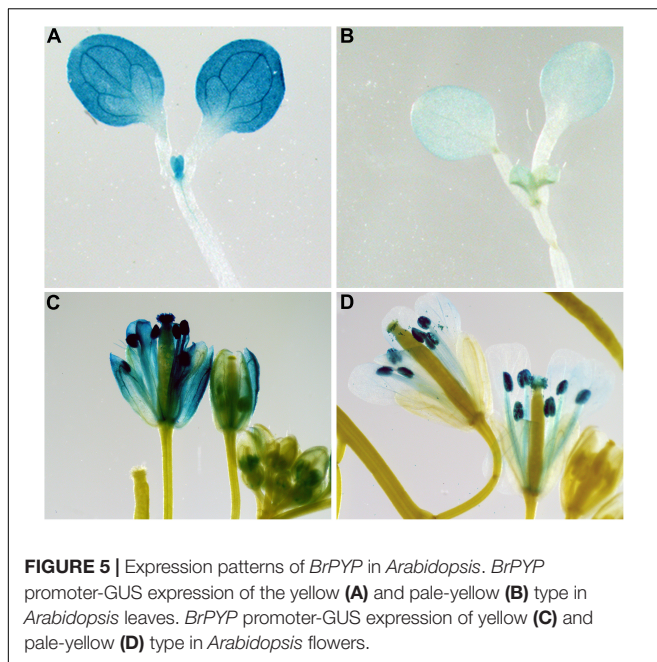 A
B
C
D
FIGURE 5 | Expression patterns of BrPYP in Arabidopsis. BrPYP
promoter-GUS expression of the yellow (A) and pale-yellow (B) type in
Arabidopsis leaves. BrPYP promoter-GUS expression of yellow (C) and
pale-yellow (D) type in Arabidopsis flowers.